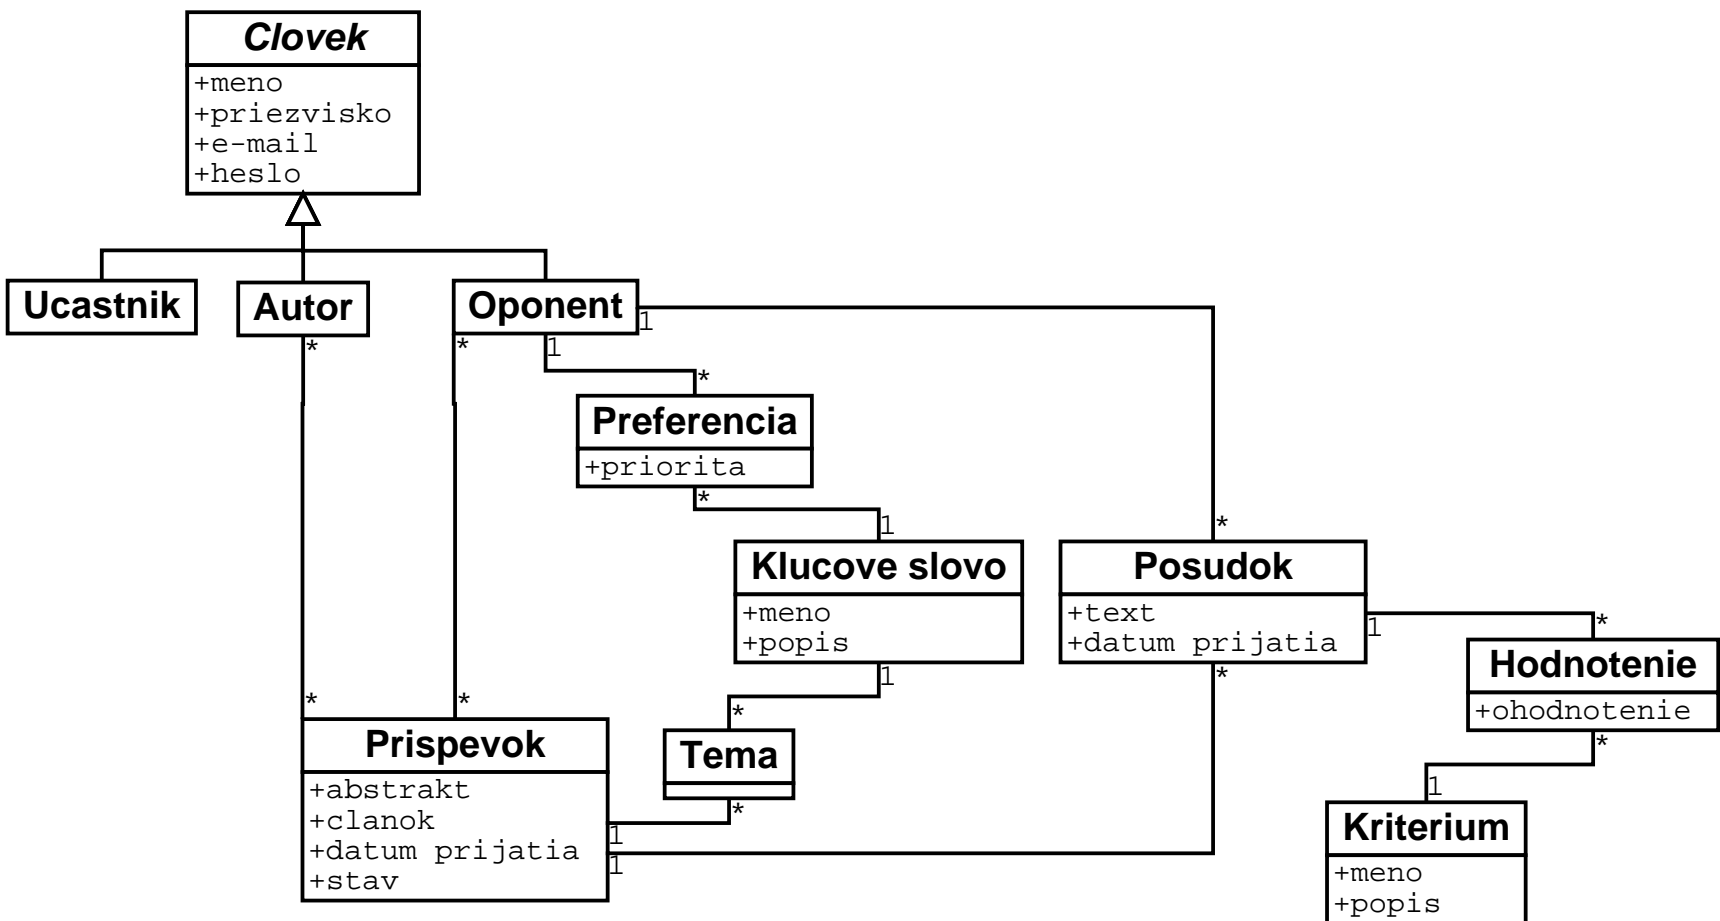 Clovek
+meno
+priezvisko
+e-mail
+heslo
Ucastnik
Autor
Oponent
1
*
*
1
*
Preferencia
+priorita
*
1
*
Klucove slovo
+meno
+popis
1
Posudok
+text
+datum prijatia
1
*
*
Hodnotenie
+ohodnotenie
*
*
*
*
Prispevok
+abstrakt
+clanok
+datum prijatia
+stav
Tema
*
1
1
1
Kriterium
+meno
+popis